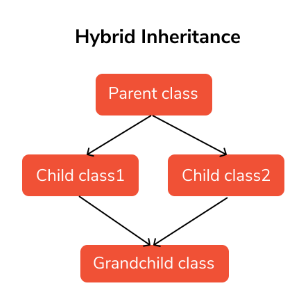 Hybrid Inheritance
Parent class
Child class1
Child class2
Grandchild class